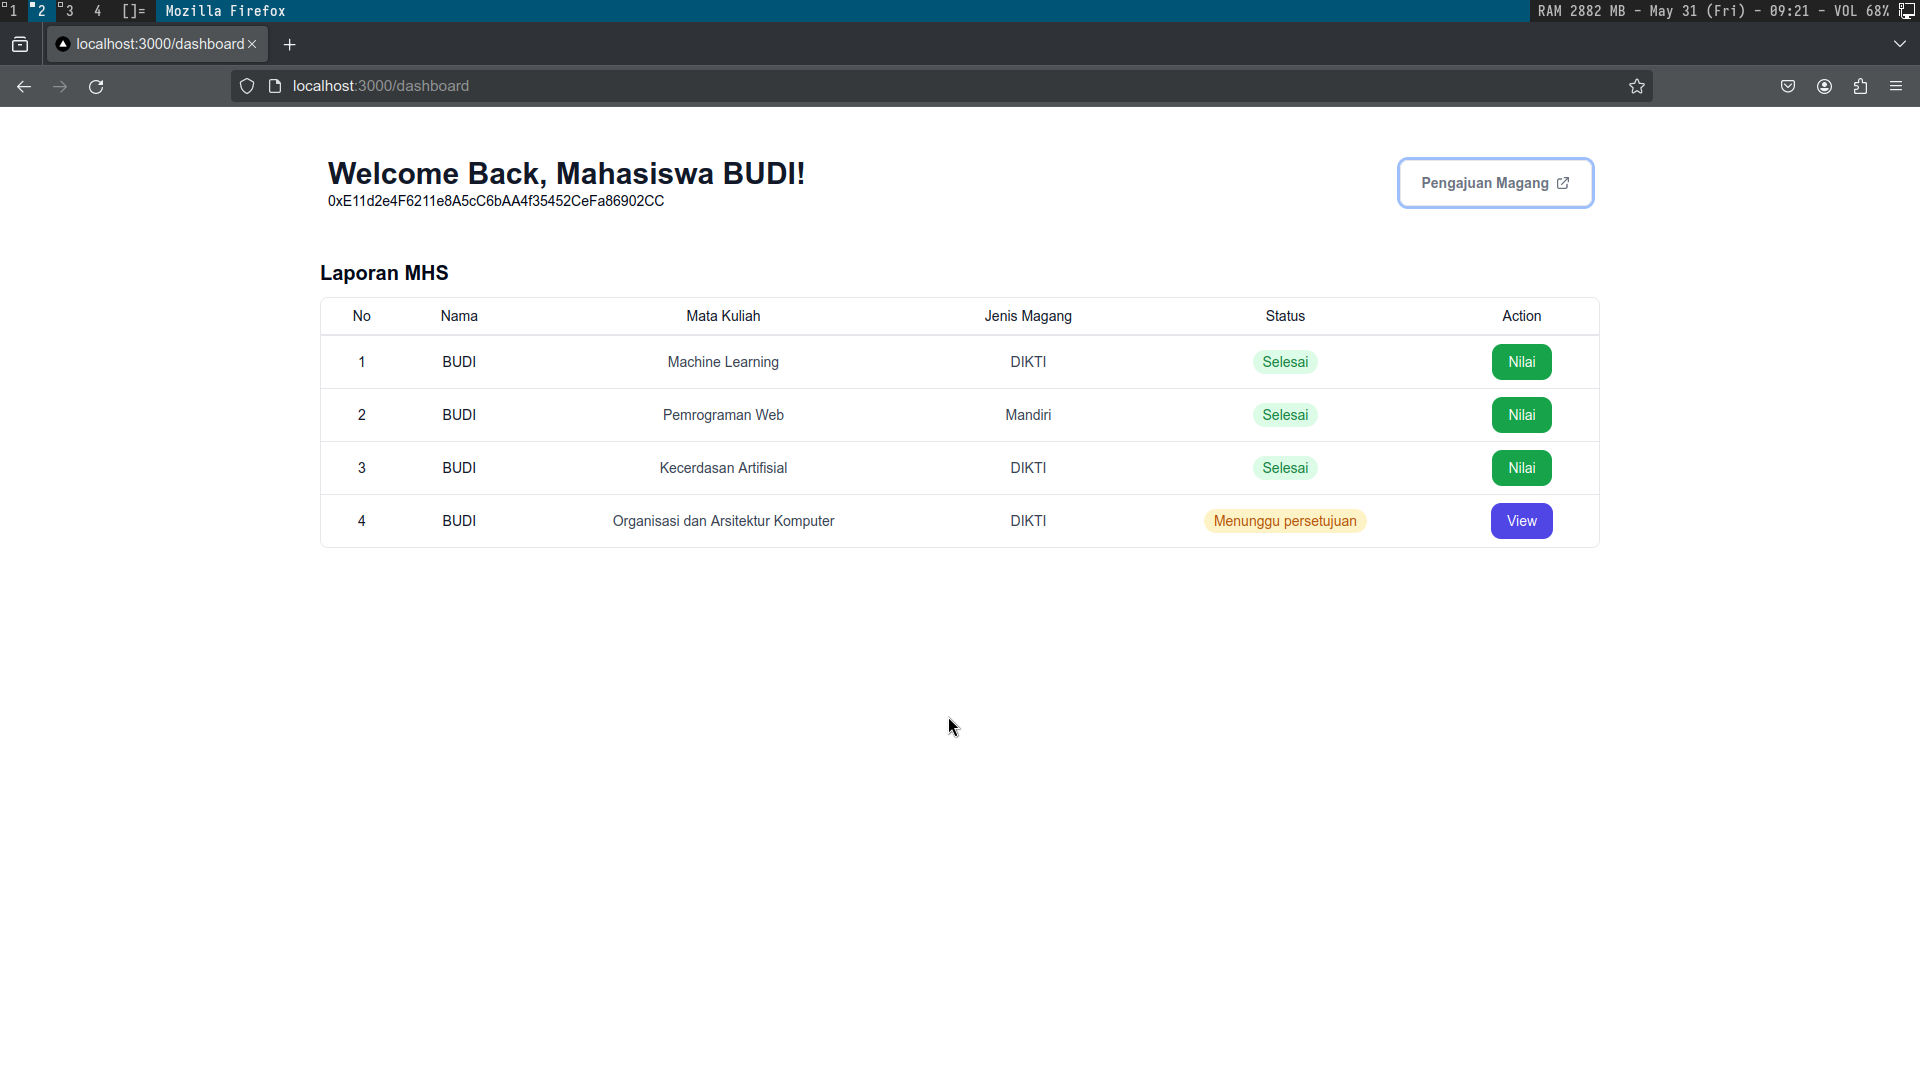 1 2 3 4 []= Mozilla Firefox RAM 2882 MB - May 31 (Fri) - 09:21 - VOL 68%
localhost:3000/dashboard
localhost:3000/dashboard
Welcome Back, Mahasiswa BUDI!
0xE11d2e4F6211e8A5cC6bAA4f35452CeFa86902CC
Pengajuan Magang
Laporan MHS
No Nama Mata Kuliah Jenis Magang Status Action
1 BUDI Machine Learning DIKTI Selesai Nilai
2 BUDI Pemrograman Web Mandiri Selesai Nilai
3 BUDI Kecerdasan Artifisial DIKTI Selesai Nilai
4 BUDI Organisasi dan Arsitektur Komputer DIKTI Menunggu persetujuan View